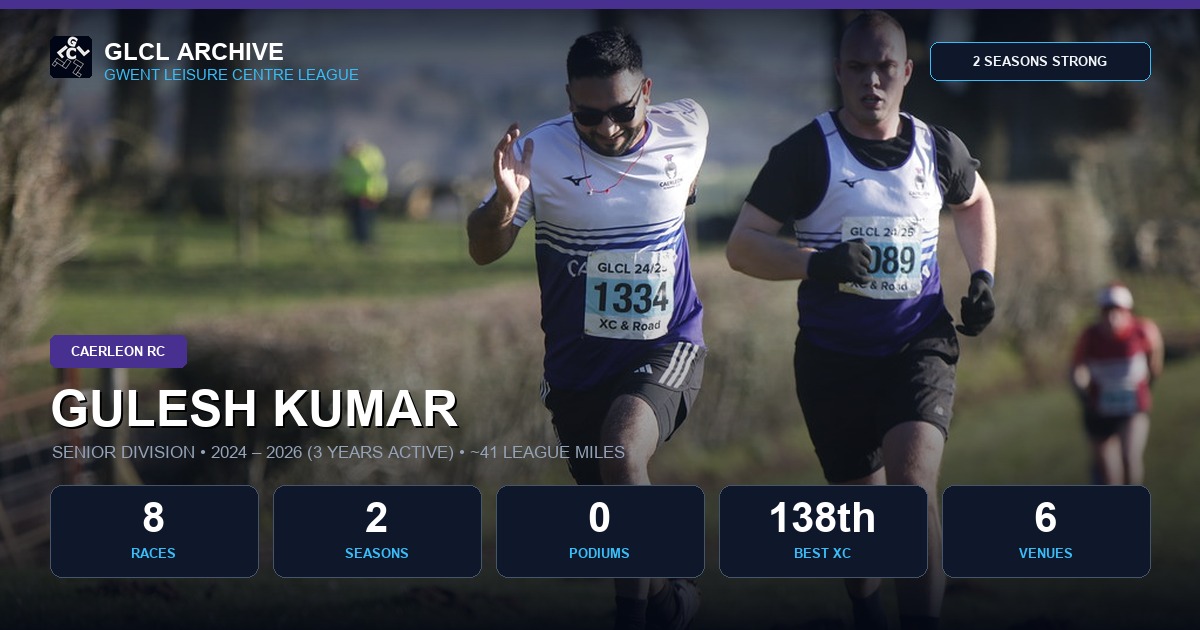 GLCL ARCHIVE
GWENT LEISURE CENTRE LEAGUE
2 SEASONS STRONG
CAERLEON
GLCL 24/25
1334
XC & Road
CAERLEON
GLCL 24/25
089
XC & Road
CAERLEON RC
GULESH KUMAR
SENIOR DIVISION • 2024 – 2026 (3 YEARS ACTIVE) • ~41 LEAGUE MILES
8
RACES
2
SEASONS
0
PODIUMS
138th
BEST XC
6
VENUES